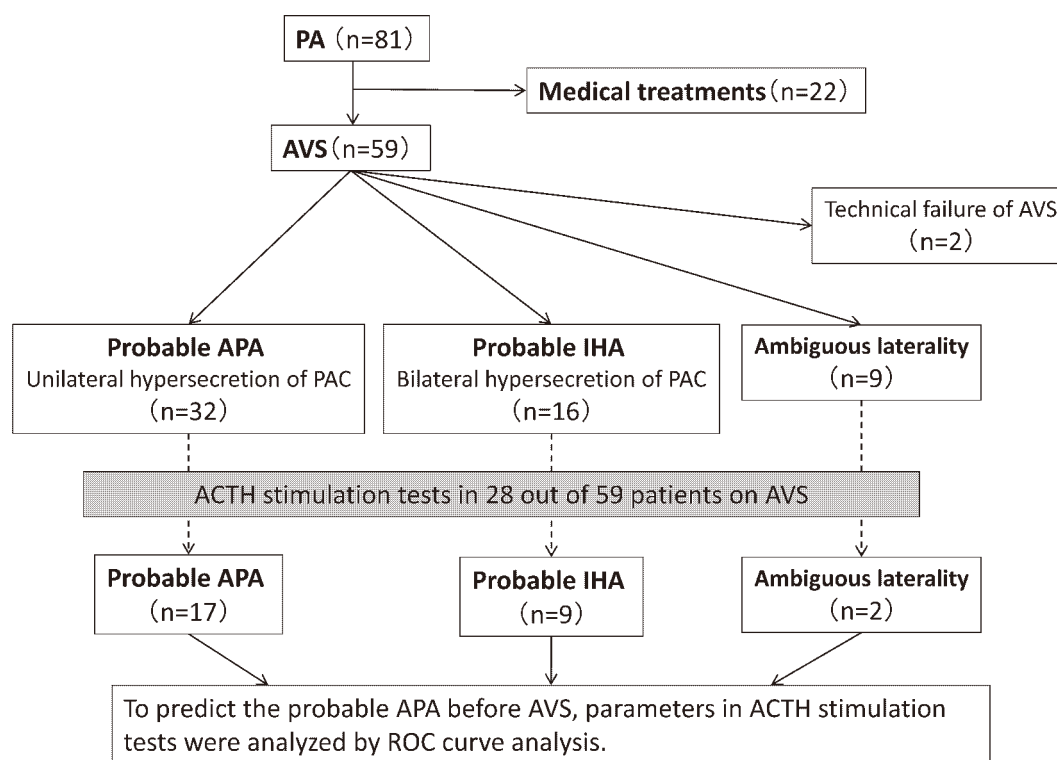 PA（n=81）
Medical treatments（n=22）
AVS（n=59）
Technical failure of AVS
（n=2）
Probable APA
Unilateral hypersecretion of PAC
（n=32）
Probable IHA
Bilateral hypersecretion of PAC
（n=16）
Ambiguous laterality
（n=9）
ACTH stimulation tests in 28 out of 59 patients on AVS
Probable APA
（n=17）
Probable IHA
（n=9）
Ambiguous laterality
（n=2）
To predict the probable APA before AVS, parameters in ACTH stimulation
tests were analyzed by ROC curve analysis.